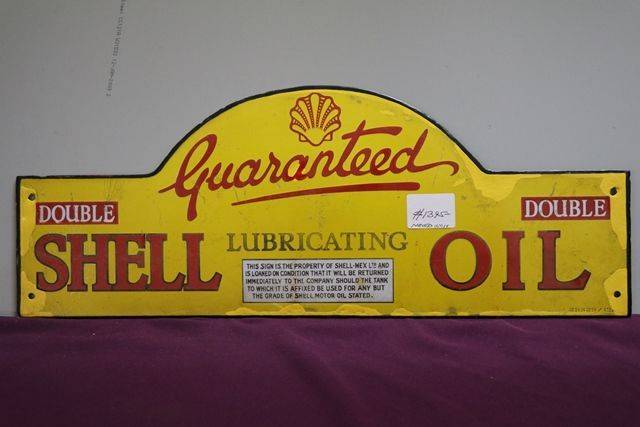 Guaranteed
DOUBLE
DOUBLE
SHELL LUBRICATING OIL
THIS SIGN IS THE PROPERTY OF SHELL-MEX LTD AND
IS LOANED ON CONDITION THAT IT WILL BE RETURNED
IMMEDIATELY TO THE COMPANY SHOULD THE TANK
TO WHICH IT IS AFFIXED BE USED FOR ANY BUT
THE GRADE OF SHELL MOTOR OIL STATED.